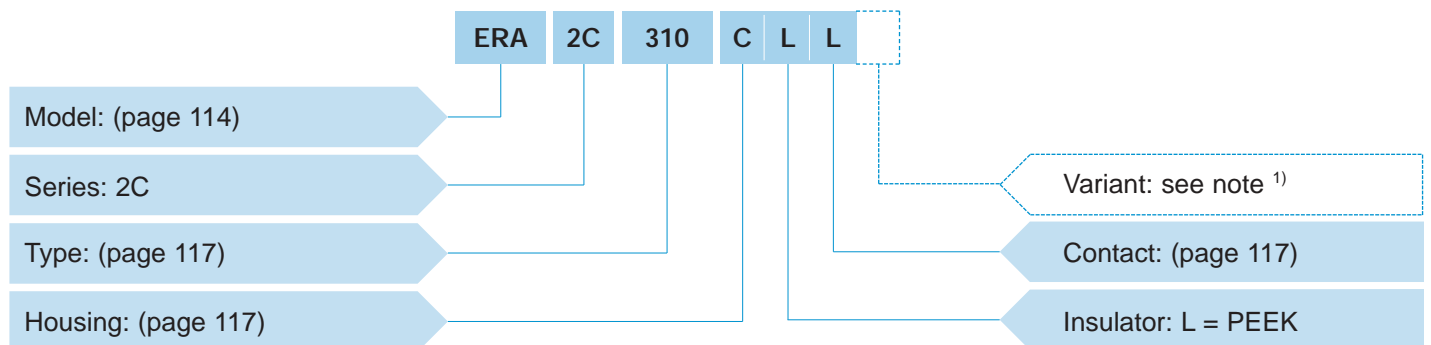 ERA 2C 310 C L L
Model: (page 114)
Series: 2C
Type: (page 117)
Housing: (page 117)
Variant: see note 1)
Contact: (page 117)
Insulator: L = PEEK